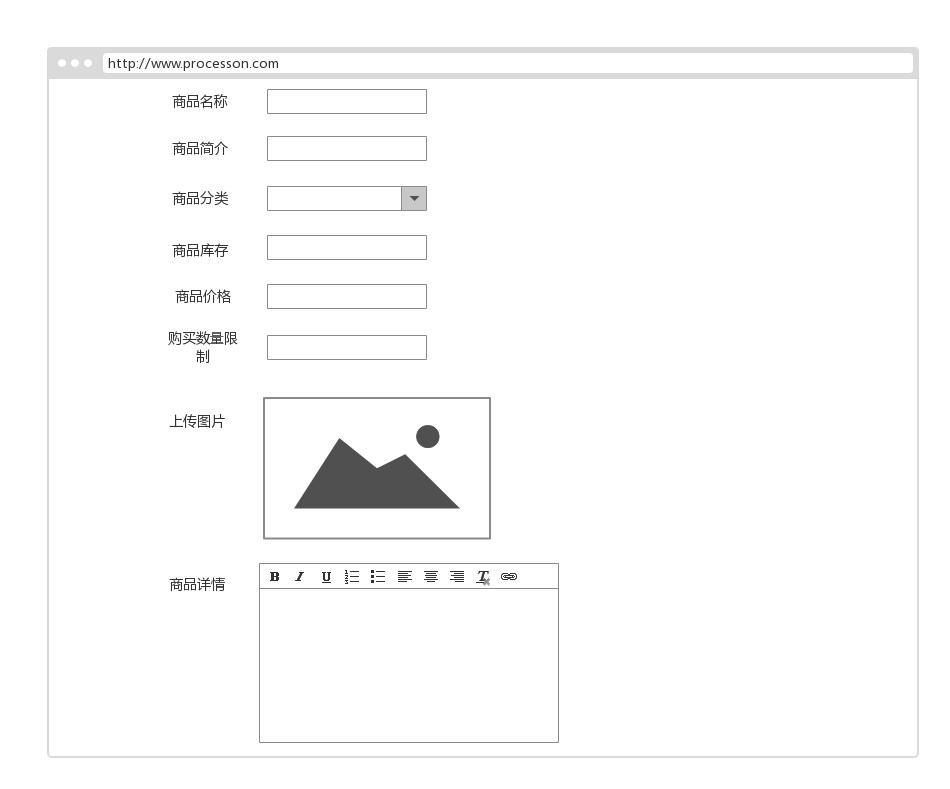 http://www.processon.com
商品名称
商品简介
商品分类
商品库存
商品价格
购买数量限
制
上传图片
商品详情
B I U T